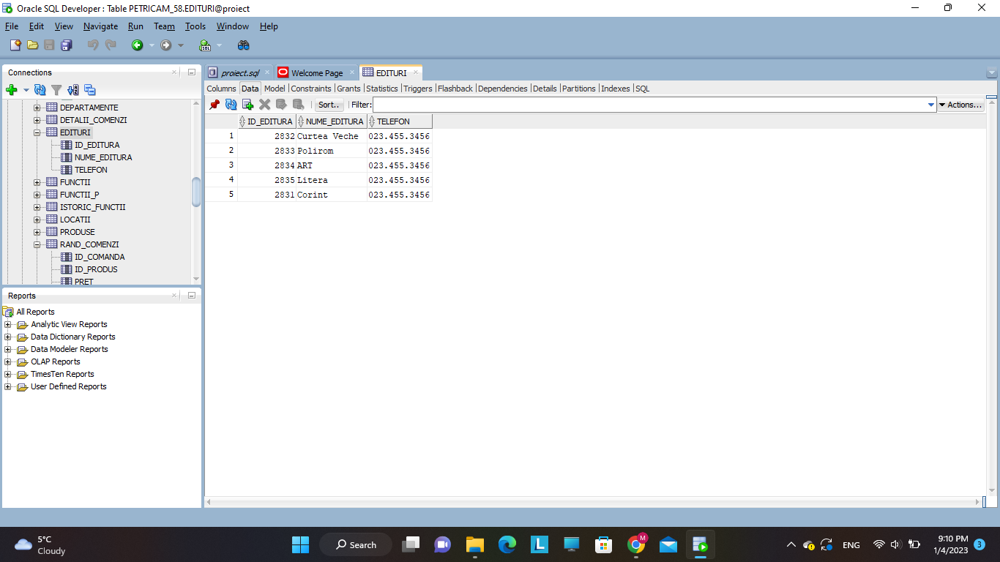 Oracle SQL Developer : Table PETRICAM_58.EDITURI@proiect
File Edit View Navigate Run Team Tools Window Help
Connections
DEPARTAMENTE
DETALII_COMENZI
EDITURI
ID_EDITURA
NUME_EDITURA
TELEFON
FUNCTII
FUNCTII_P
ISTORIC_FUNCTII
LOCATII
PRODUSE
RAND_COMENZI
ID_COMANDA
ID_PRODUS
PRET
Reports
All Reports
Analytic View Reports
Data Dictionary Reports
Data Modeler Reports
OLAP Reports
TimesTen Reports
User Defined Reports
proiect.sql Welcome Page EDITURI
Columns Data Model Constraints Grants Statistics Triggers Flashback Dependencies Details Partitions Indexes SQL
Sort.. Filter: Actions...
ID_EDITURA NUME_EDITURA TELEFON
1 2832 Curtea Veche 023.455.3456
2 2833 Polirom 023.455.3456
3 2834 ART 023.455.3456
4 2835 Litera 023.455.3456
5 2831 Corint 023.455.3456
5°C
Cloudy
Search
L
M
ENG
9:10 PM
1/4/2023
3